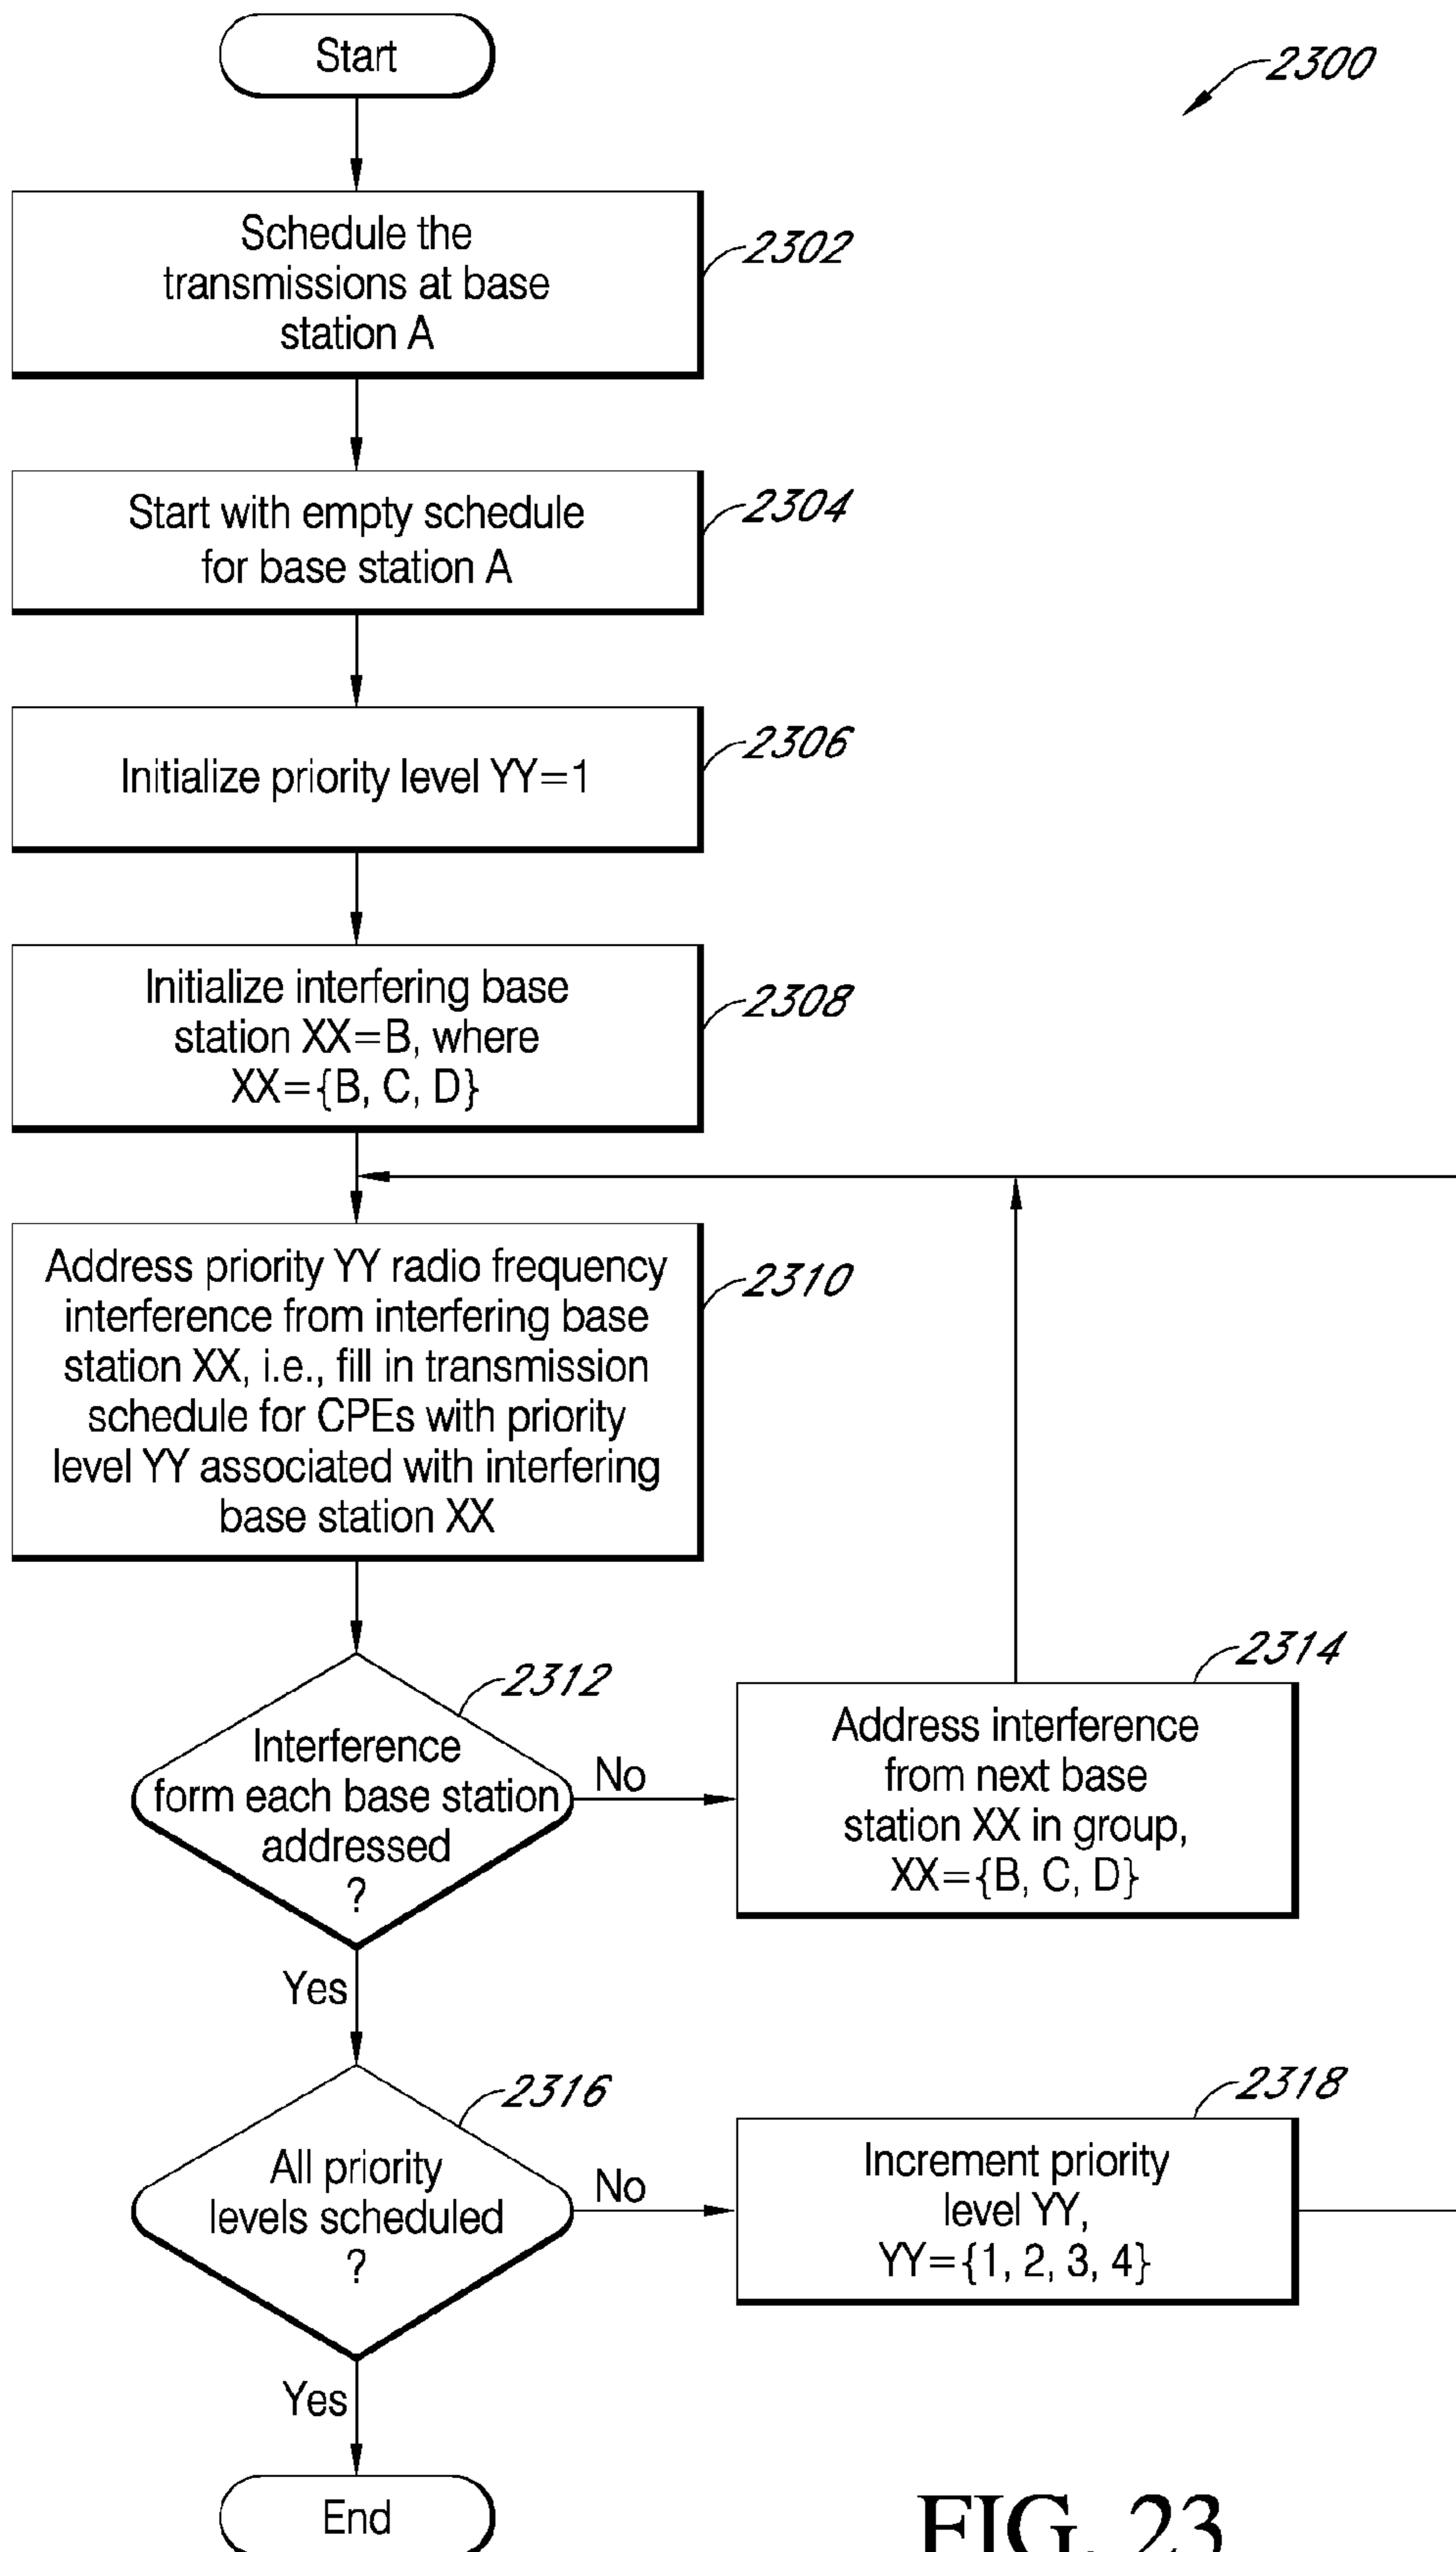 Start
2300
Schedule the
transmissions at base
station A
2302
Start with empty schedule
for base station A
2304
Initialize priority level YY=1
2306
Initialize interfering base
station XX=B, where
XX={B, C, D}
2308
Address priority YY radio frequency
interference from interfering base
station XX, i.e., fill in transmission
schedule for CPEs with priority
level YY associated with interfering
base station XX
2310
Interference
form each base station
addressed
?
2312
No
Address interference
from next base
station XX in group,
XX={B, C, D}
2314
Yes
All priority
levels scheduled
?
2316
No
Increment priority
level YY,
YY={1, 2, 3, 4}
2318
Yes
End
FIG. 23